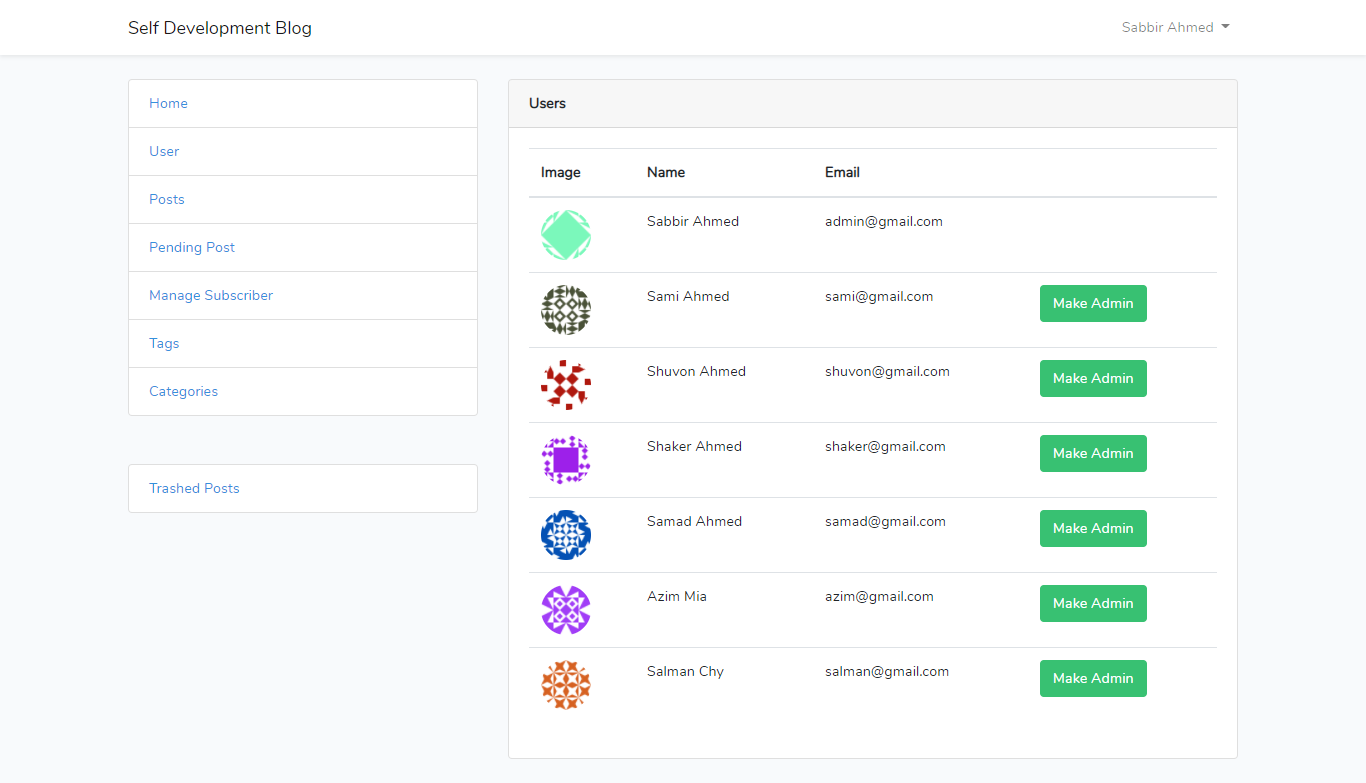 Self Development Blog
Sabbir Ahmed
Home
User
Posts
Pending Post
Manage Subscriber
Tags
Categories
Trashed Posts
Users
Image Name Email
Sabbir Ahmed admin@gmail.com
Sami Ahmed sami@gmail.com Make Admin
Shuvon Ahmed shuvon@gmail.com Make Admin
Shaker Ahmed shaker@gmail.com Make Admin
Samad Ahmed samad@gmail.com Make Admin
Azim Mia azim@gmail.com Make Admin
Salman Chy salman@gmail.com Make Admin